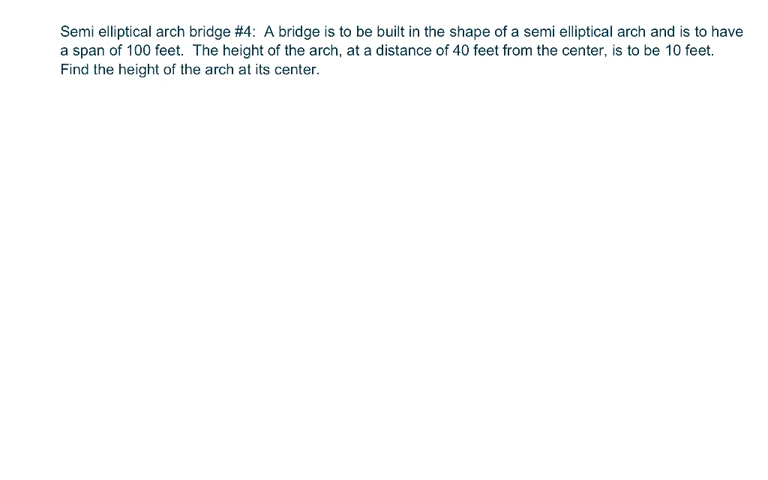 Semi elliptical arch bridge #4:  A bridge is to be built in the shape of a semi elliptical arch and is to have
a span of 100 feet.  The height of the arch, at a distance of 40 feet from the center, is to be 10 feet.
Find the height of the arch at its center.